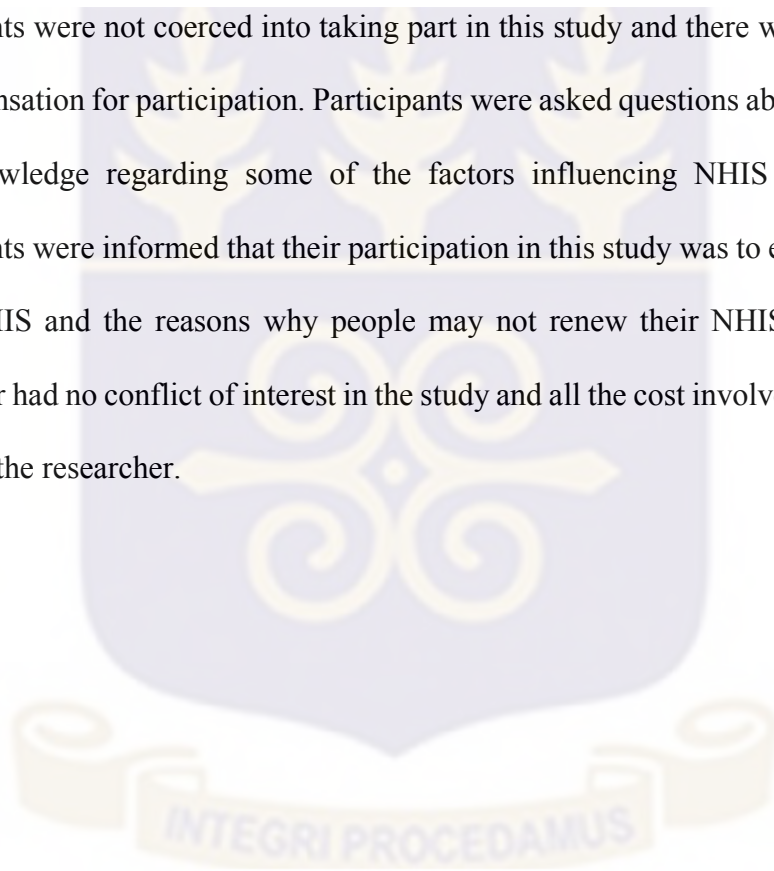 nts were not coerced into taking part in this study and there w
nsation for participation. Participants were asked questions ab
wledge regarding some of the factors influencing NHIS
nts were informed that their participation in this study was to e
IIS and the reasons why people may not renew their NHIS
r had no conflict of interest in the study and all the cost involv
the researcher.
INTEGRI PROCEDAMUS